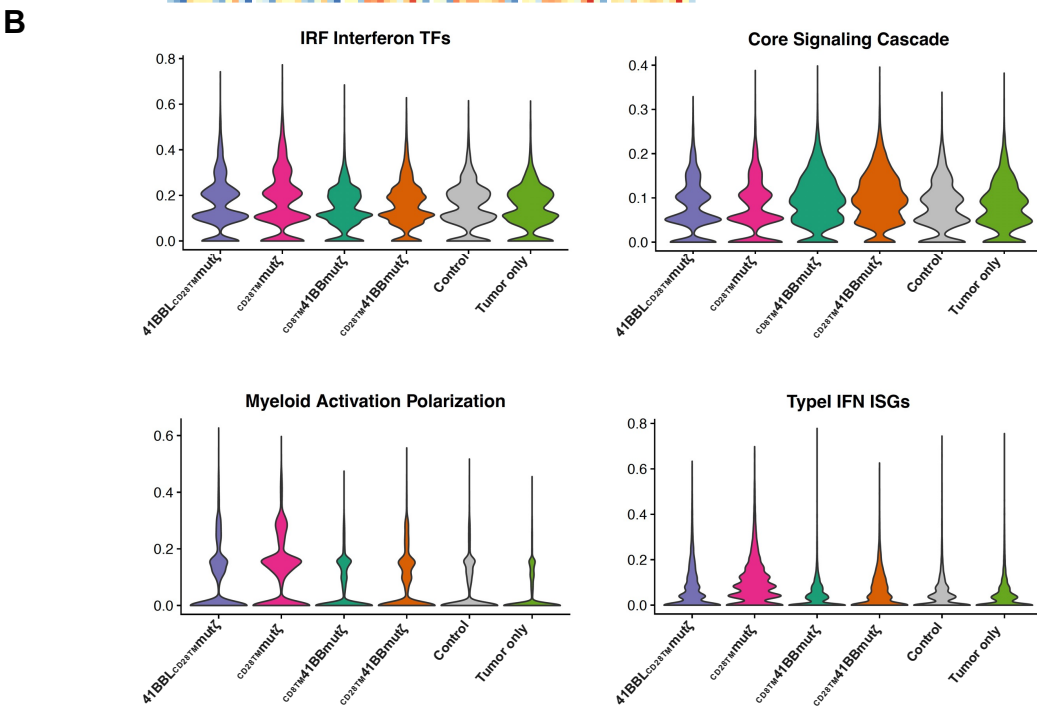 B
IRF Interferon TFs
0.8
0.6
0.4
0.2
0.0
41BBLCD28TMmutζ
CD28TMmutζ
CD8TM41BBmutζ
CD28TM41BBmutζ
Control
Tumor only
Core Signaling Cascade
0.4
0.3
0.2
0.1
0.0
41BBLCD28TMmutζ
CD28TMmutζ
CD8TM41BBmutζ
CD28TM41BBmutζ
Control
Tumor only
Myeloid Activation Polarization
0.6
0.4
0.2
0.0
41BBLCD28TMmutζ
CD28TMmutζ
CD8TM41BBmutζ
CD28TM41BBmutζ
Control
Tumor only
TypeI IFN ISGs
0.8
0.6
0.4
0.2
0.0
41BBLCD28TMmutζ
CD28TMmutζ
CD8TM41BBmutζ
CD28TM41BBmutζ
Control
Tumor only